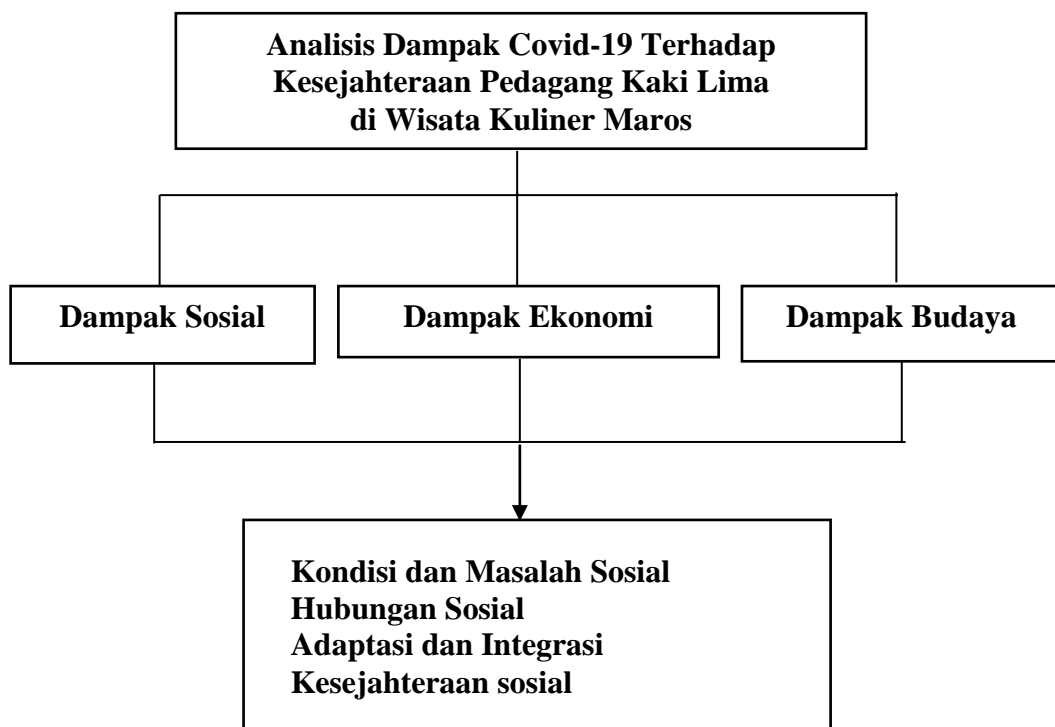 Analisis Dampak Covid-19 Terhadap
Kesejahteraan Pedagang Kaki Lima
di Wisata Kuliner Maros
Dampak Sosial
Dampak Ekonomi
Dampak Budaya
Kondisi dan Masalah Sosial
Hubungan Sosial
Adaptasi dan Integrasi
Kesejahteraan sosial